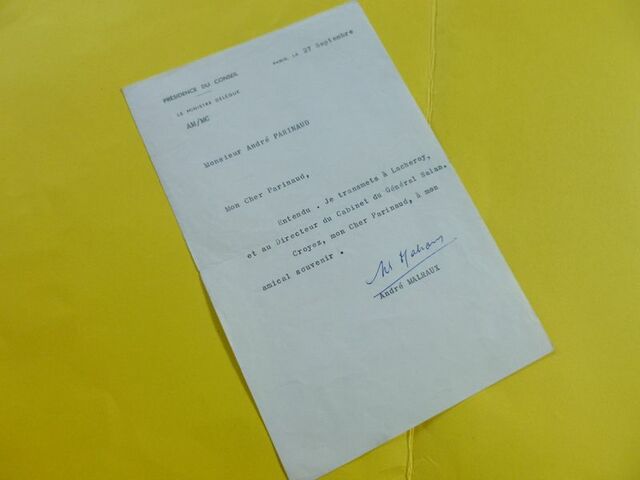 PRÉSIDENCE DU CONSEIL
PARIS, LE 27 Septembre
LE MINISTRE DÉLÉGUÉ
AM/MC
Monsieur André PARINAUD
Mon Cher Parinaud,
Entendu . Je transmets à Lacheroy,
et au Directeur du Cabinet du Général Salan.
Croyez, mon Cher Parinaud, à mon
amical souvenir .
André MALRAUX